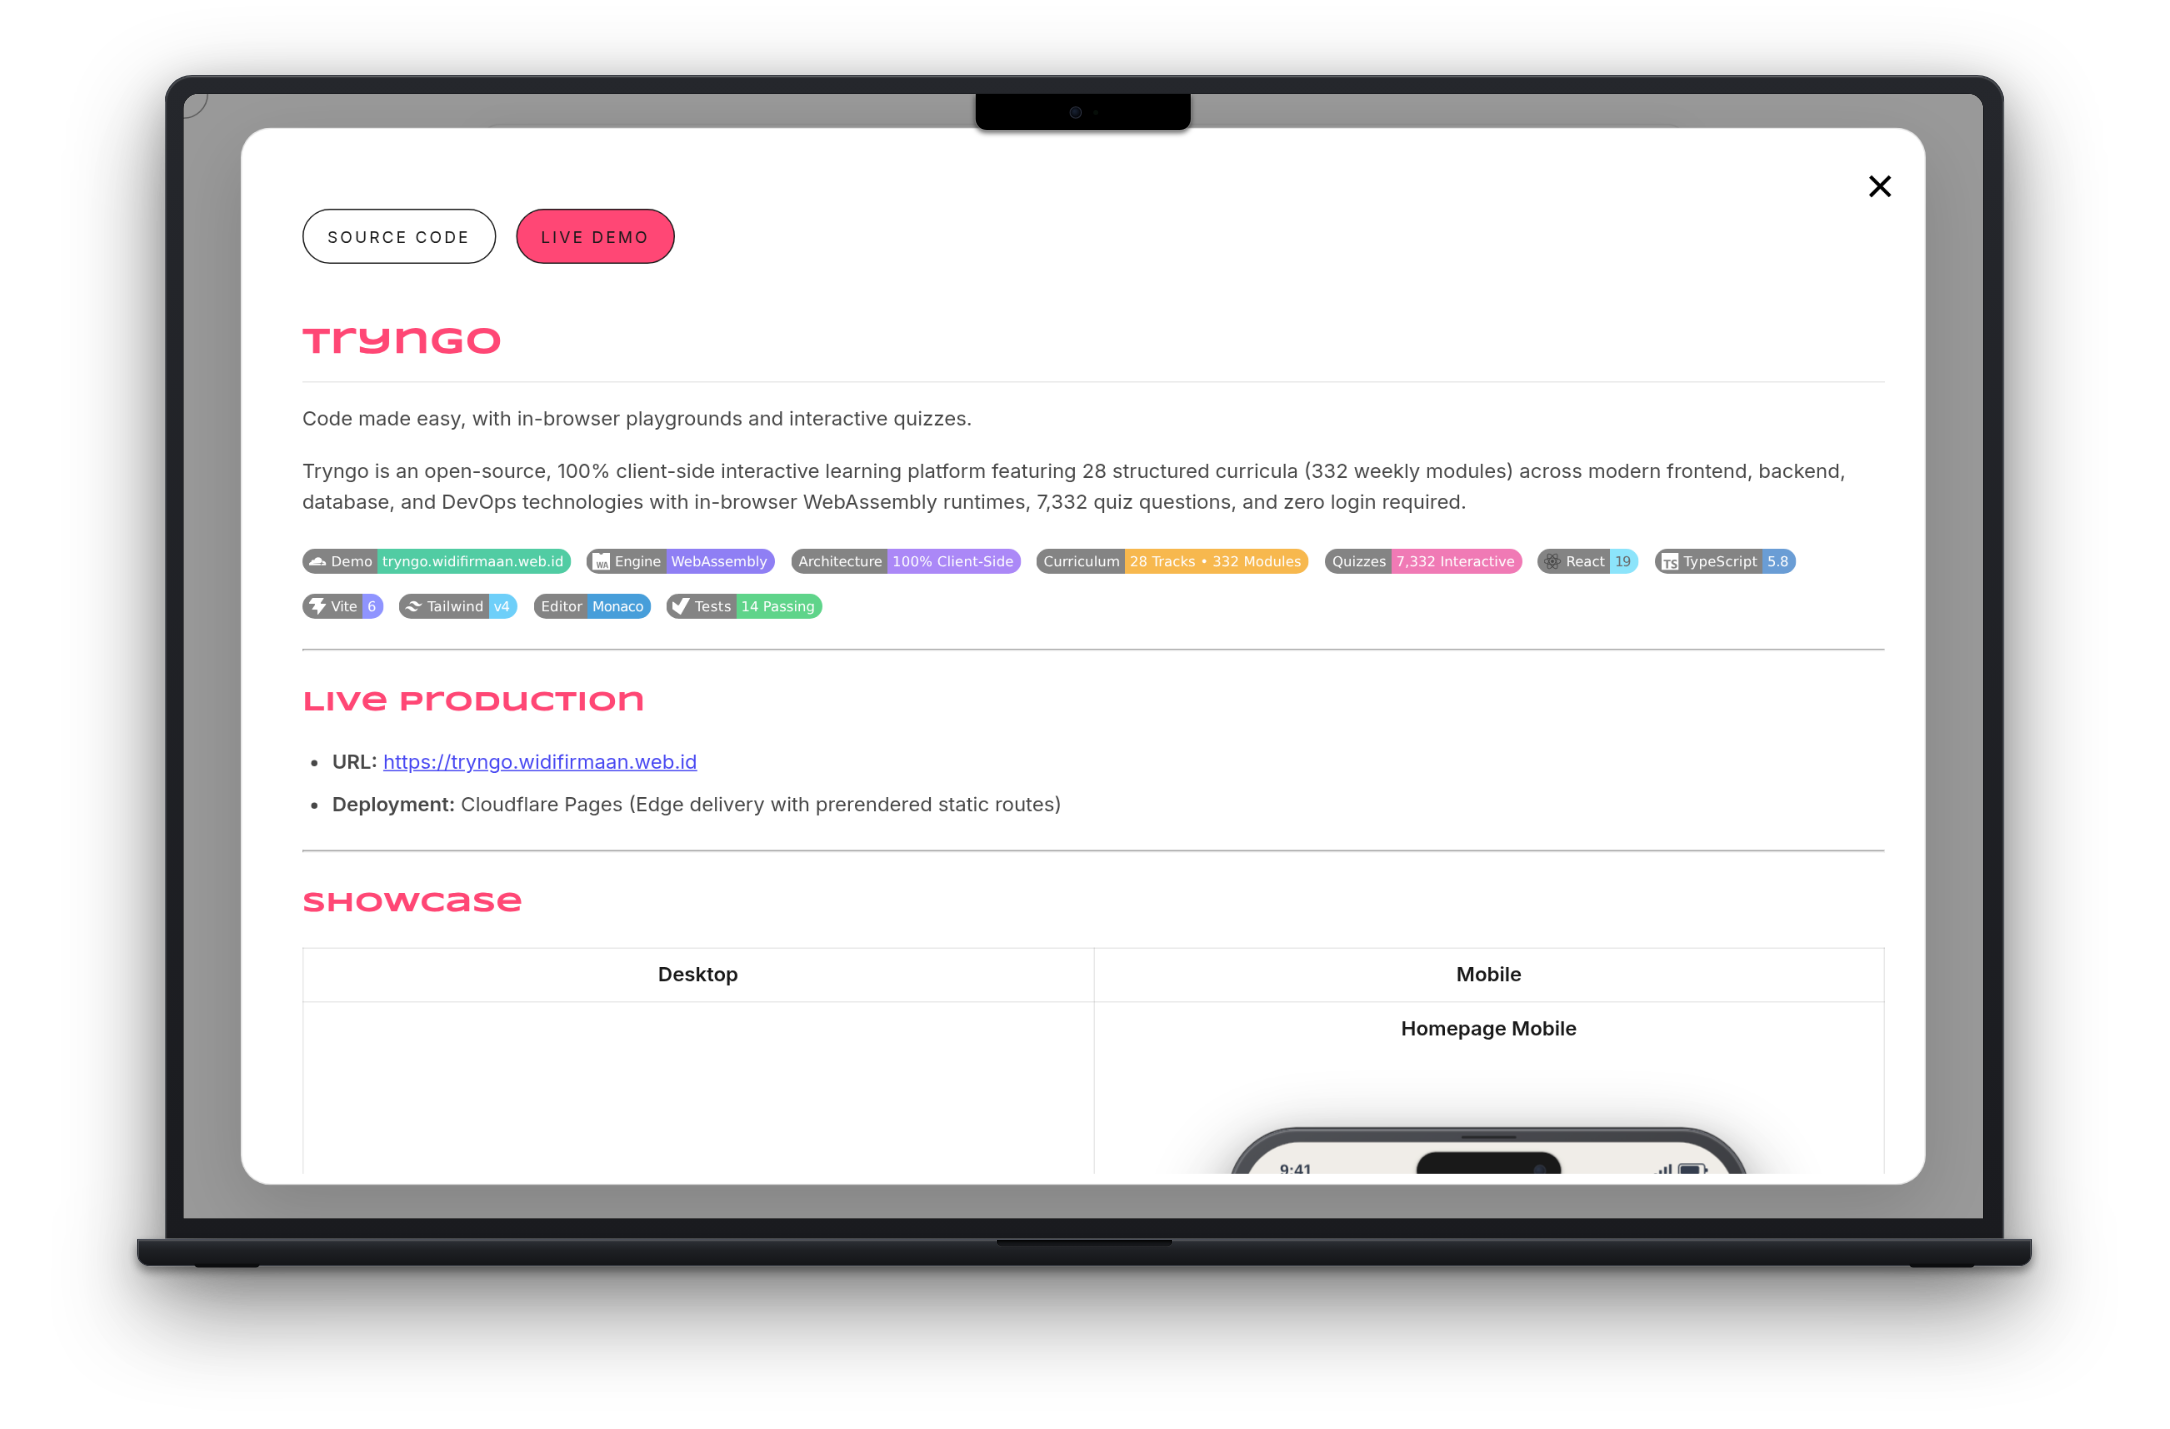 SOURCE CODE
LIVE DEMO
Tryngo
Code made easy, with in-browser playgrounds and interactive quizzes.
Tryngo is an open-source, 100% client-side interactive learning platform featuring 28 structured curricula (332 weekly modules) across modern frontend, backend,
database, and DevOps technologies with in-browser WebAssembly runtimes, 7,332 quiz questions, and zero login required.
Demo tryngo.widifirmaan.web.id WA Engine WebAssembly Architecture 100% Client-Side Curriculum 28 Tracks • 332 Modules Quizzes 7,332 Interactive React 19 TS TypeScript 5.8
Vite 6 Tailwind v4 Editor Monaco Tests 14 Passing
Live Production
• URL: https://tryngo.widifirmaan.web.id
• Deployment: Cloudflare Pages (Edge delivery with prerendered static routes)
Showcase
Desktop Mobile
Homepage Mobile
9:41